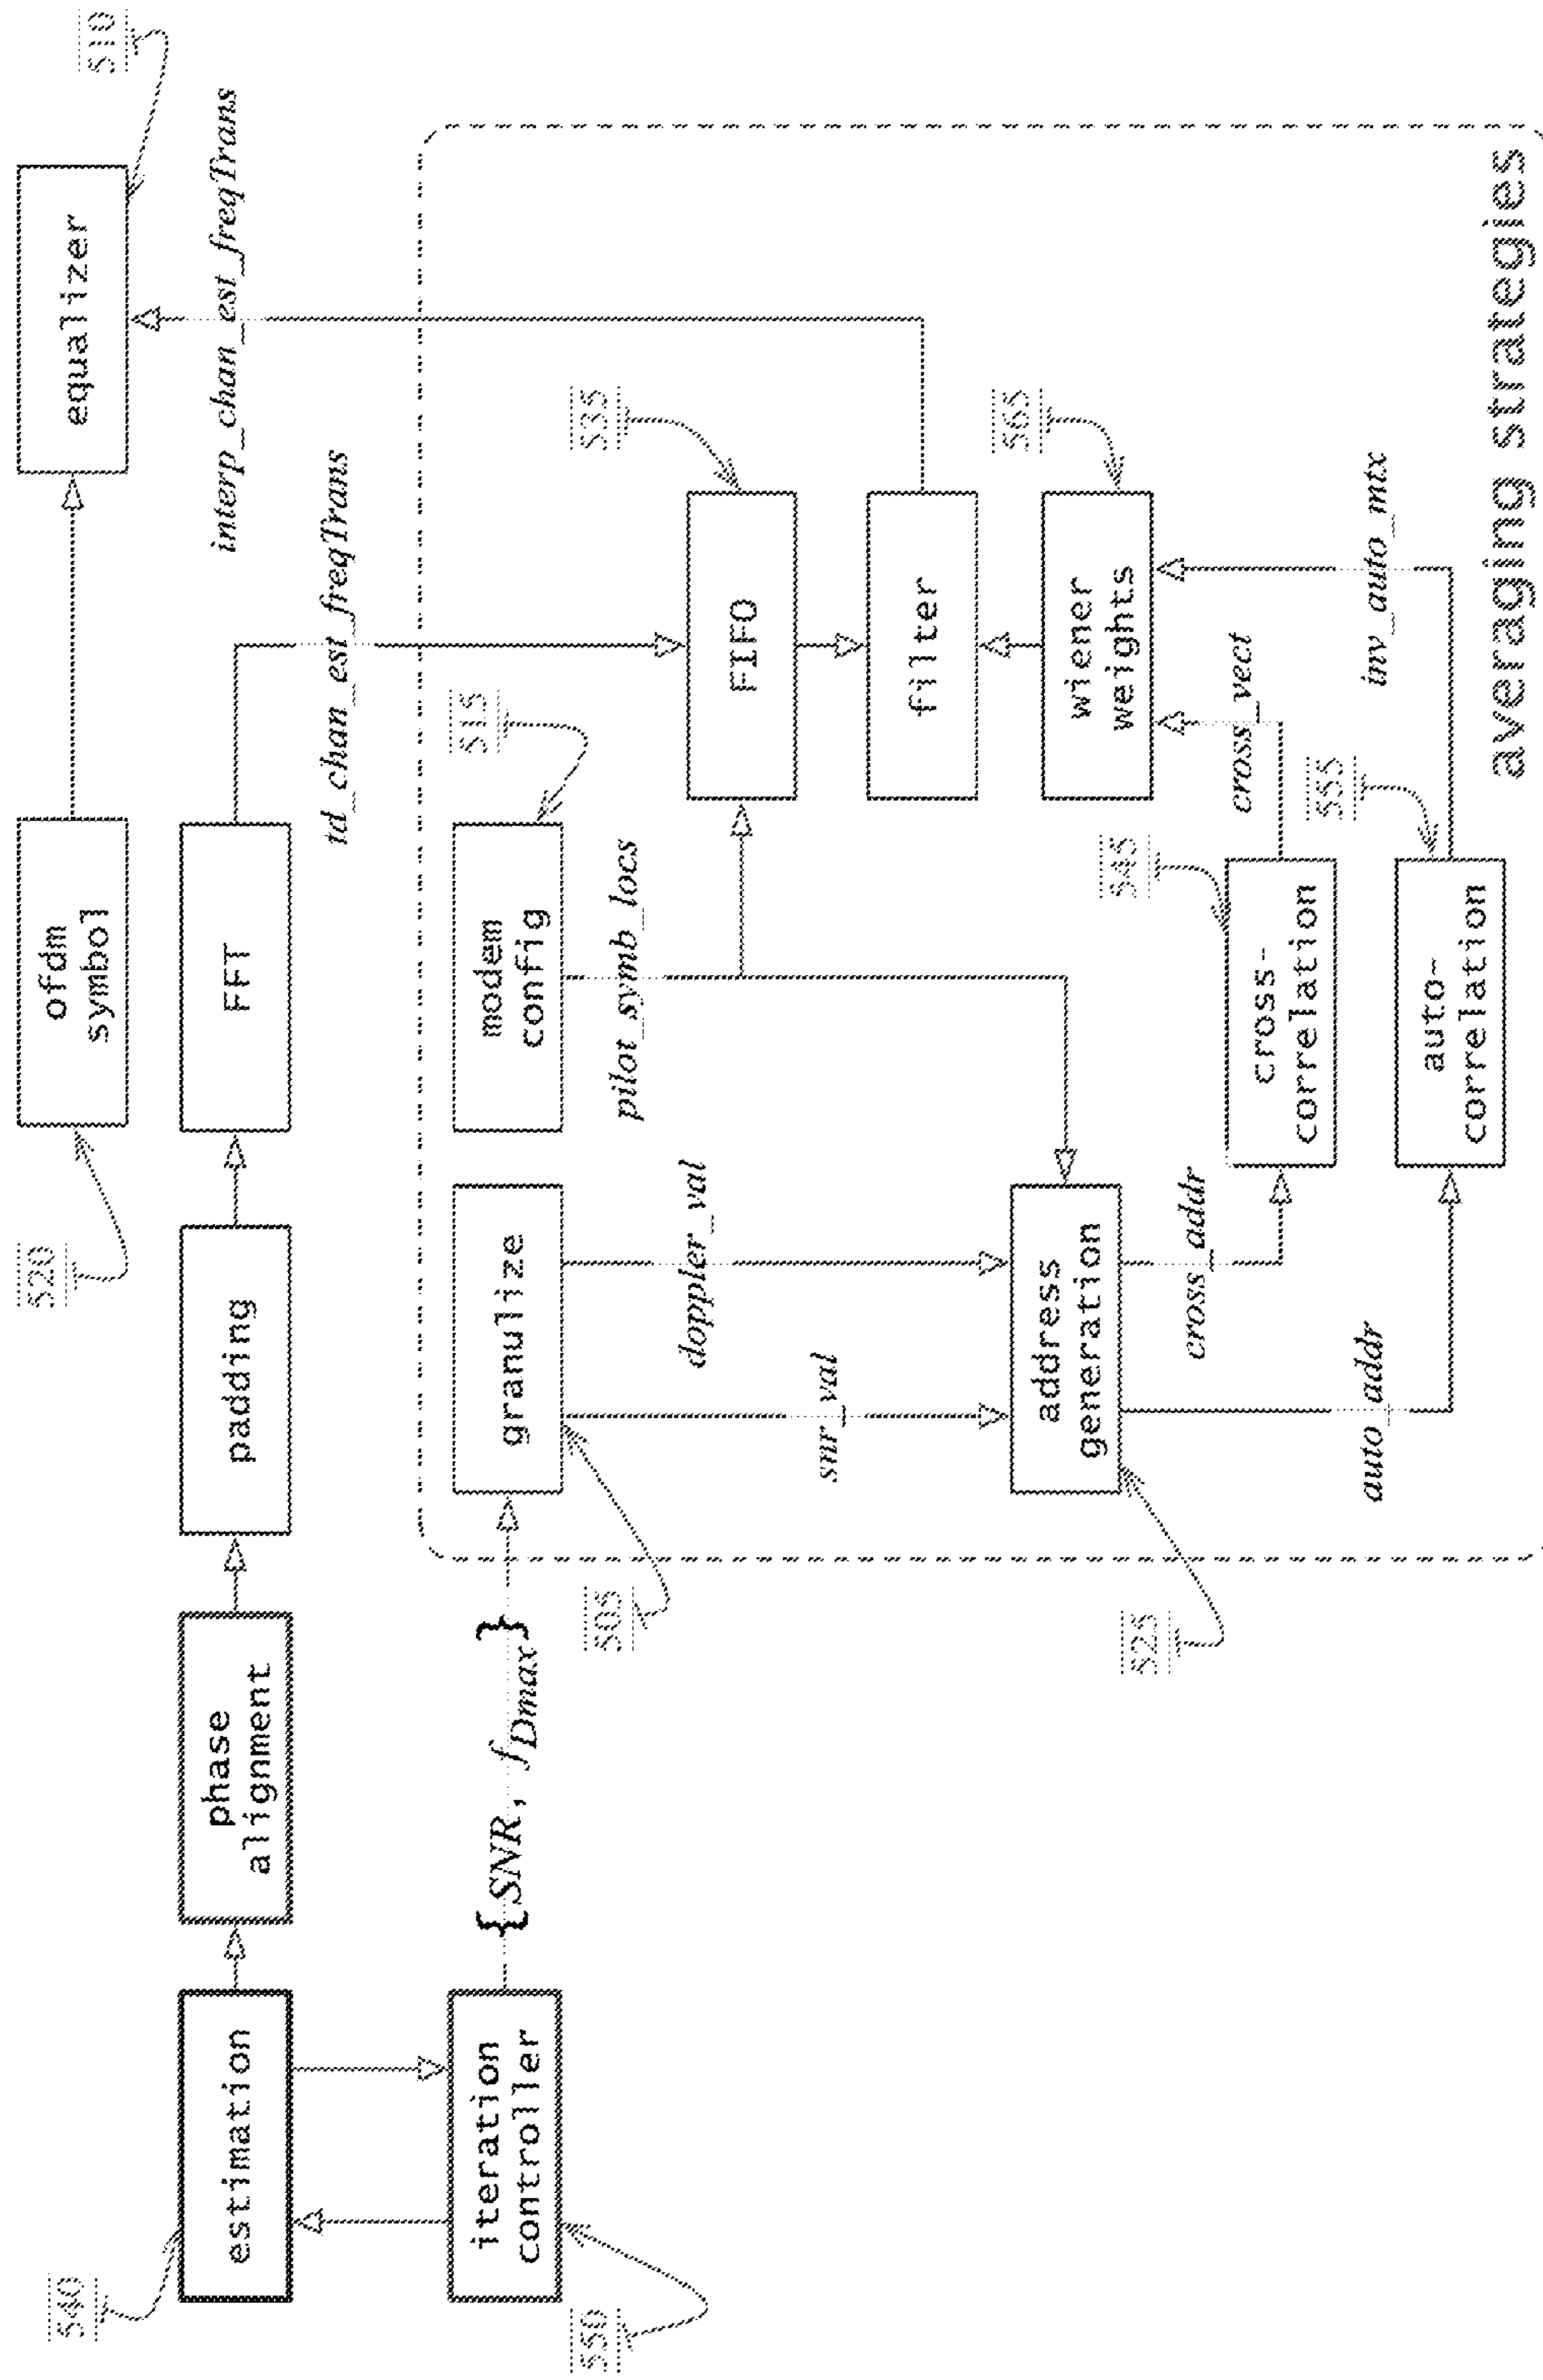 520
ofdm
symbol
equalizer
510
540
estimation
phase
alignment
padding
FFT
interp_chan_est_freqTrans
td_chan_est_freqTrans
550
iteration
controller
{SNR, fDmax}
505
granulize
modem
config
515
pilot_symb_locs
doppler_val
snr_val
525
address
generation
FIFO
535
filter
wiener
weights
565
cross_addr
auto_addr
545
cross-
correlation
cross_vect
555
auto-
correlation
inv_auto_mtx
averaging strategies